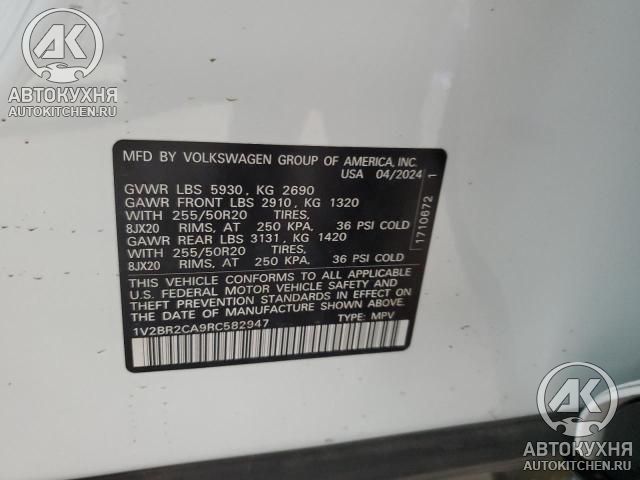 АК
АВТОКУХНЯ
AUTOKITCHEN.RU
MFD BY VOLKSWAGEN GROUP OF AMERICA, INC.
USA 04/2024
GVWR LBS 5930, KG 2690
GAWR FRONT LBS 2910, KG 1320
WITH 255/50R20 TIRES,
8JX20 RIMS, AT 250 KPA, 36 PSI COLD
GAWR REAR LBS 3131, KG 1420
WITH 255/50R20 TIRES,
8JX20 RIMS, AT 250 KPA, 36 PSI COLD
THIS VEHICLE CONFORMS TO ALL APPLICABLE
U.S. FEDERAL MOTOR VEHICLE SAFETY AND
THEFT PREVENTION STANDARDS IN EFFECT ON
THE DATE OF MANUFACTURE SHOWN ABOVE.
1V2BR2CA9RC582947 TYPE: MPV
1710672 1
АК
АВТОКУХНЯ
AUTOKITCHEN.RU